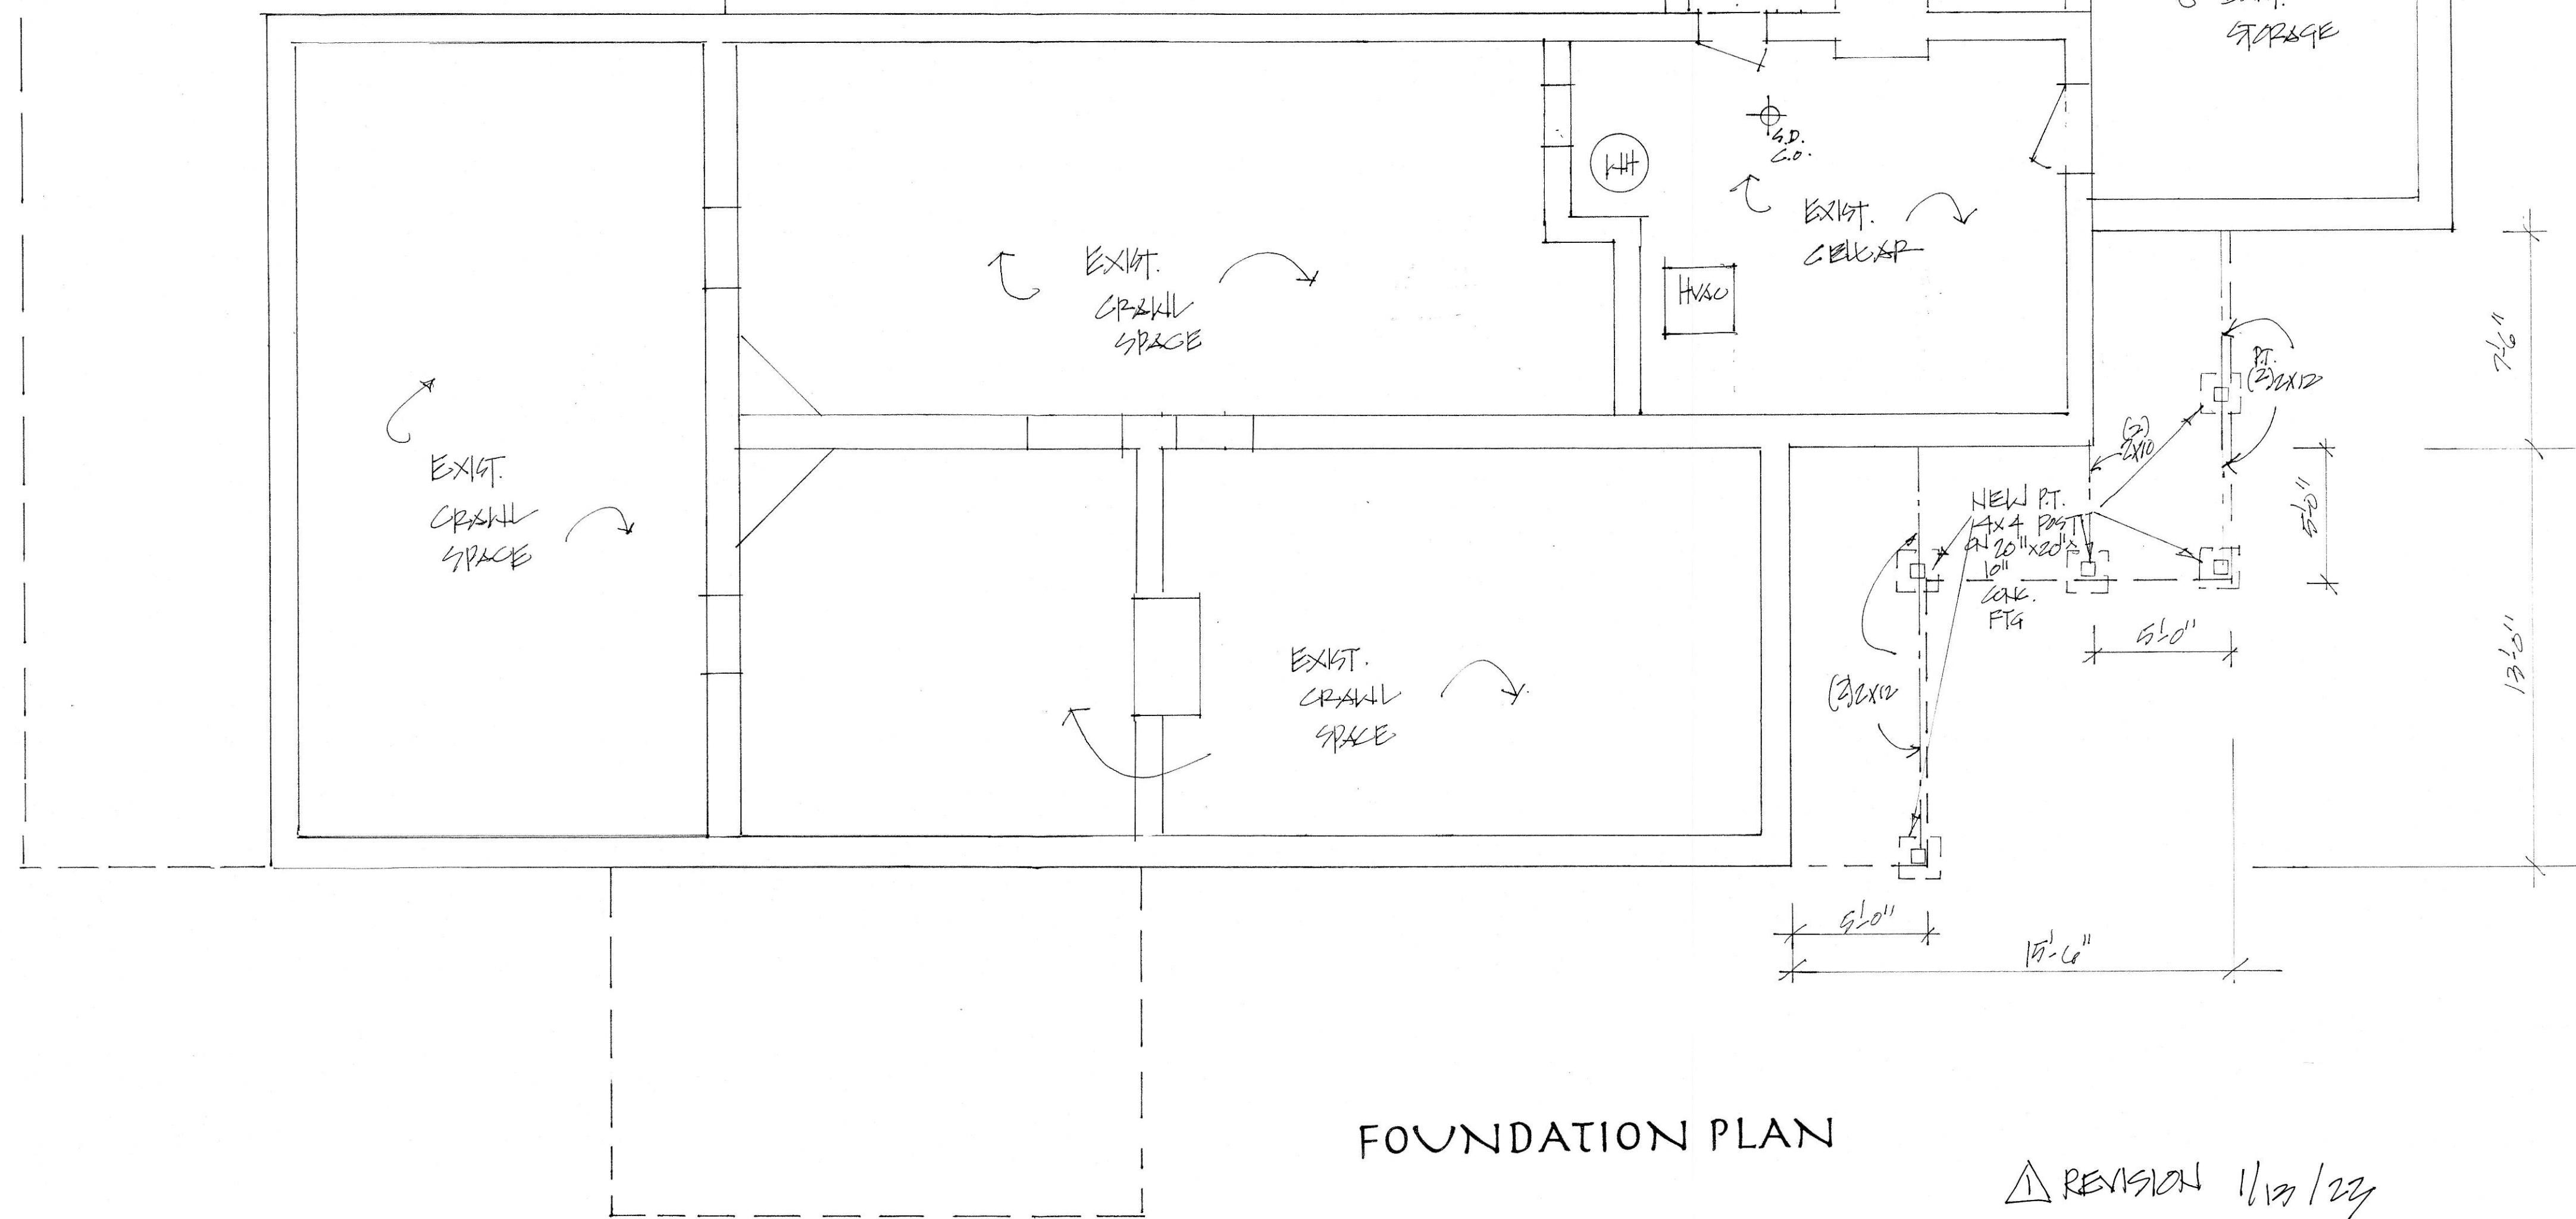 STORAGE
S.D.
C.O.
WH
EXIST.
CELLAR
HVAC
EXIST.
CRAWL
SPACE
EXIST.
CRAWL
SPACE
EXIST.
CRAWL
SPACE
7'-6"
P.T.
(2)2X12
(2)
2X10
NEW P.T.
4X4 POST
ON 20"X20"X
10"
CONC.
FTG
5'-0"
5'-0"
13'-0"
(2)2X12
5'-0"
15'-6"
FOUNDATION PLAN
1 REVISION 1/13/23